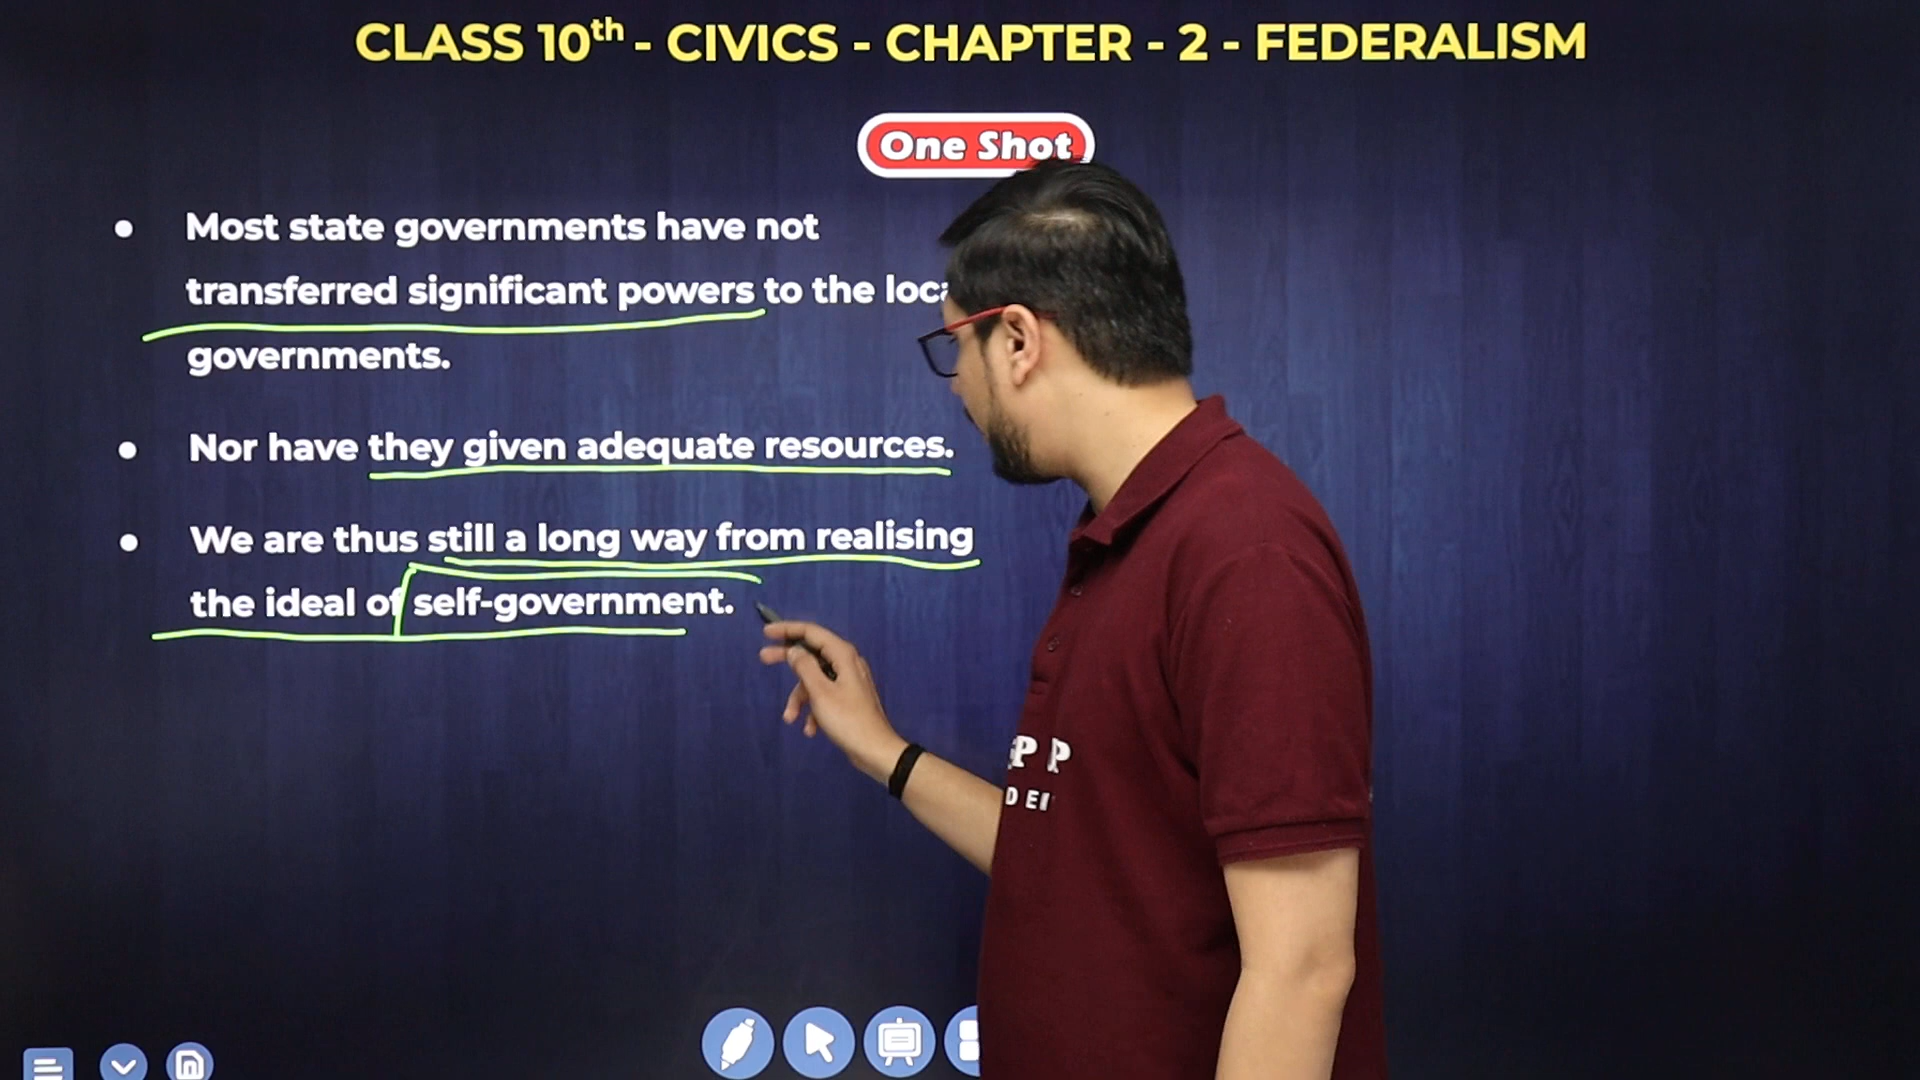 CLASS 10th - CIVICS - CHAPTER - 2 - FEDERALISM
One Shot
Most state governments have not
transferred significant powers to the
governments.
Nor have they given adequate resources.
We are thus still a long way from realising
the ideal of self-government.